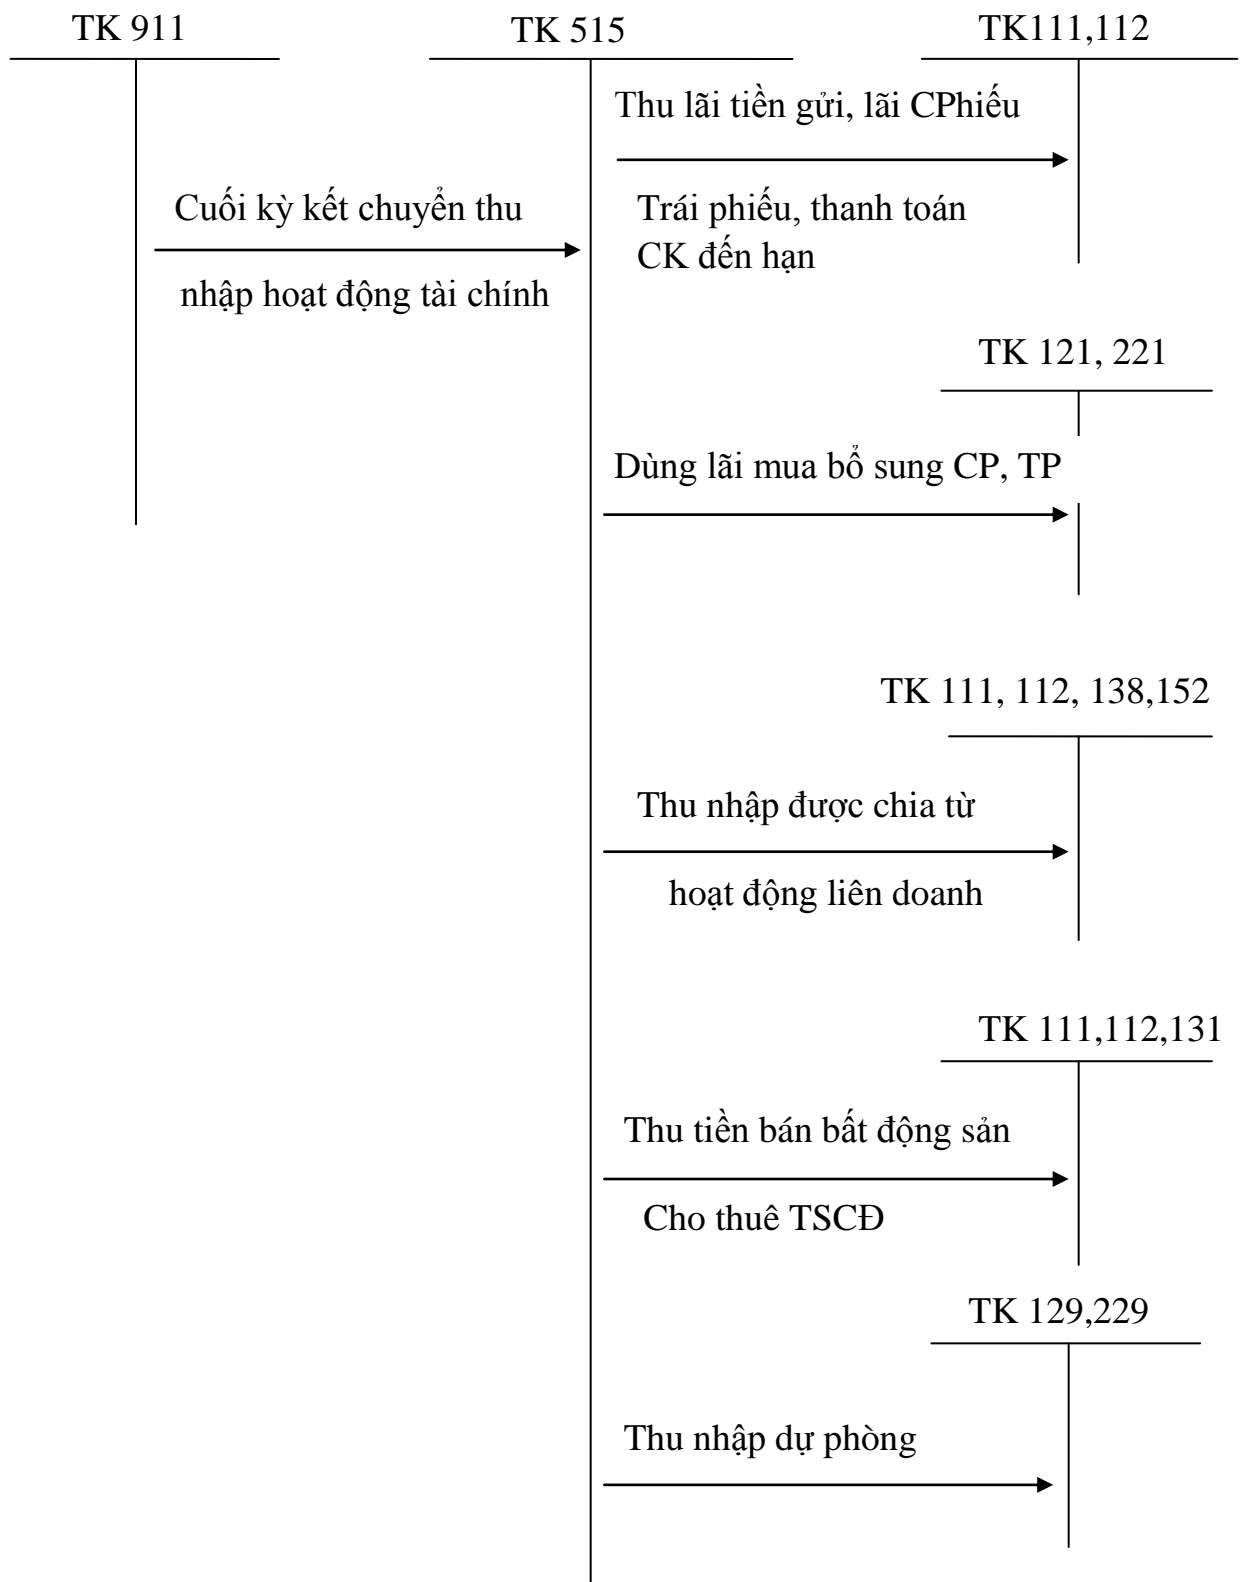 TK 911
TK 515
TK111,112
Thu lãi tiền gửi, lãi CPhiếu
Cuối kỳ kết chuyển thu
Trái phiếu, thanh toán
CK đến hạn
nhập hoạt động tài chính
TK 121, 221
Dùng lãi mua bổ sung CP, TP
TK 111, 112, 138,152
Thu nhập được chia từ
hoạt động liên doanh
TK 111,112,131
Thu tiền bán bất động sản
Cho thuê TSCĐ
TK 129,229
Thu nhập dự phòng